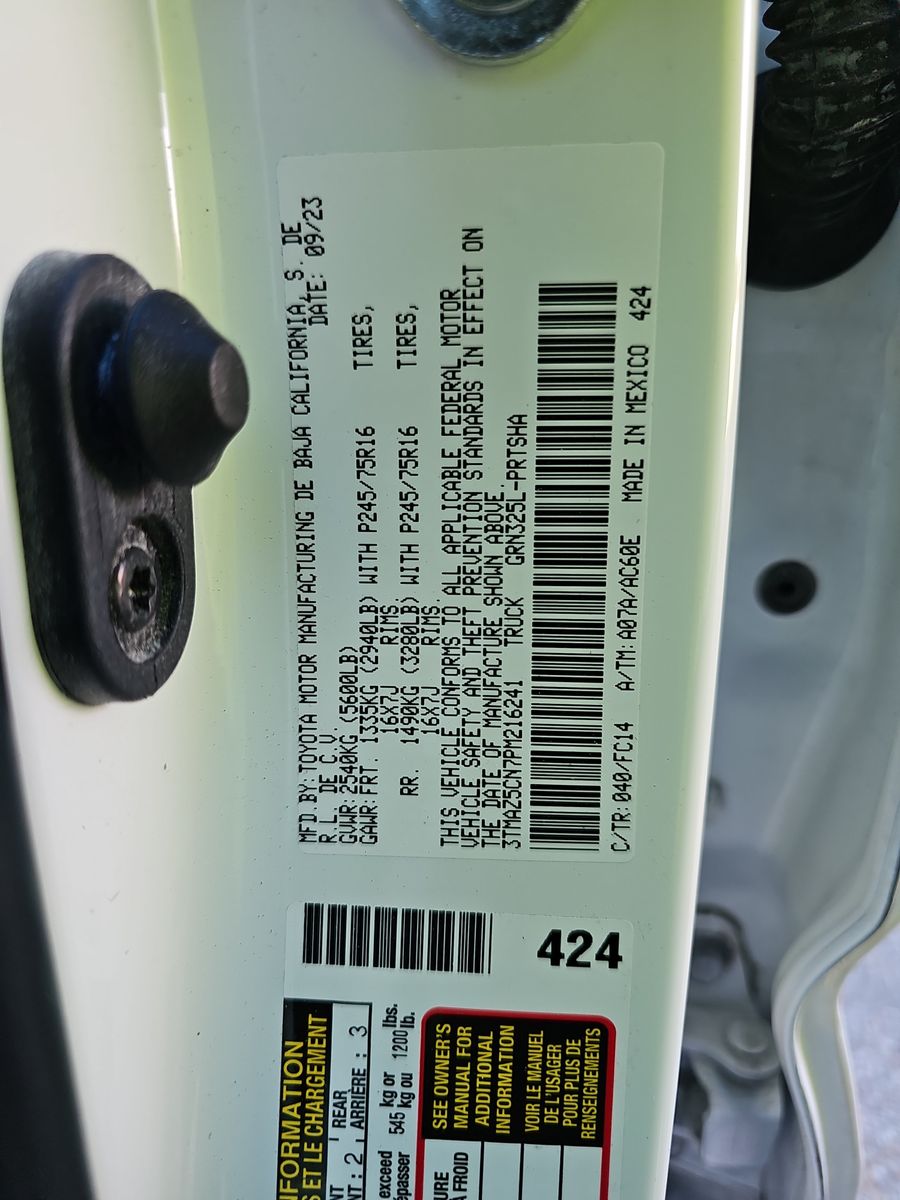 MFD.BY: TOYOTA MOTOR MANUFACTURING DE BAJA CALIFORNIA, S. DE
R.L. DE C.V. DATE: 09/23
GVWR: 2540KG (5600LB)
GAWR: FRT. 1335KG (2940LB) WITH P245/75R16 TIRES,
16X7J RIMS.
RR. 1490KG (3280LB) WITH P245/75R16 TIRES,
16X7J RIMS.
THIS VEHICLE CONFORMS TO ALL APPLICABLE FEDERAL MOTOR
VEHICLE SAFETY AND THEFT PREVENTION STANDARDS IN EFFECT ON
THE DATE OF MANUFACTURE SHOWN ABOVE.
3TMAZ5CN7PM216241 TRUCK GRN325L-PRTSHA
C/TR: 040/FC14 A/TM: A07A/AC60E MADE IN MEXICO 424
424
INFORMATION
ET LE CHARGEMENT
2 REAR ARRIÈRE : 3
exceed 545 kg or 1200 lbs.
kg ou lb.
SEE OWNER'S
MANUAL FOR
ADDITIONAL
INFORMATION
VOIR LE MANUEL
DE L'USAGER
POUR PLUS DE
RENSEIGNEMENTS
FROID